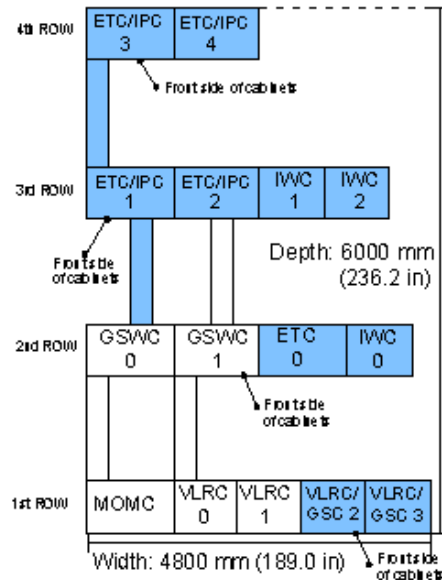 4th ROW
ETC/IPC 3
ETC/IPC 4
Front side of cabinets
3rd ROW
ETC/IPC 1
ETC/IPC 2
IWC 1
IWC 2
Front side
of cabinets
Depth: 6000 mm
(236.2 in)
2nd ROW
GSWC 0
GSWC 1
ETC 0
IWC 0
Front side
of cabinets
1st ROW
MOMC
VLRC 0
VLRC 1
VLRC/
GSC 2
VLRC/
GSC 3
Front side
of cabinets
Width: 4800 mm (189.0 in)